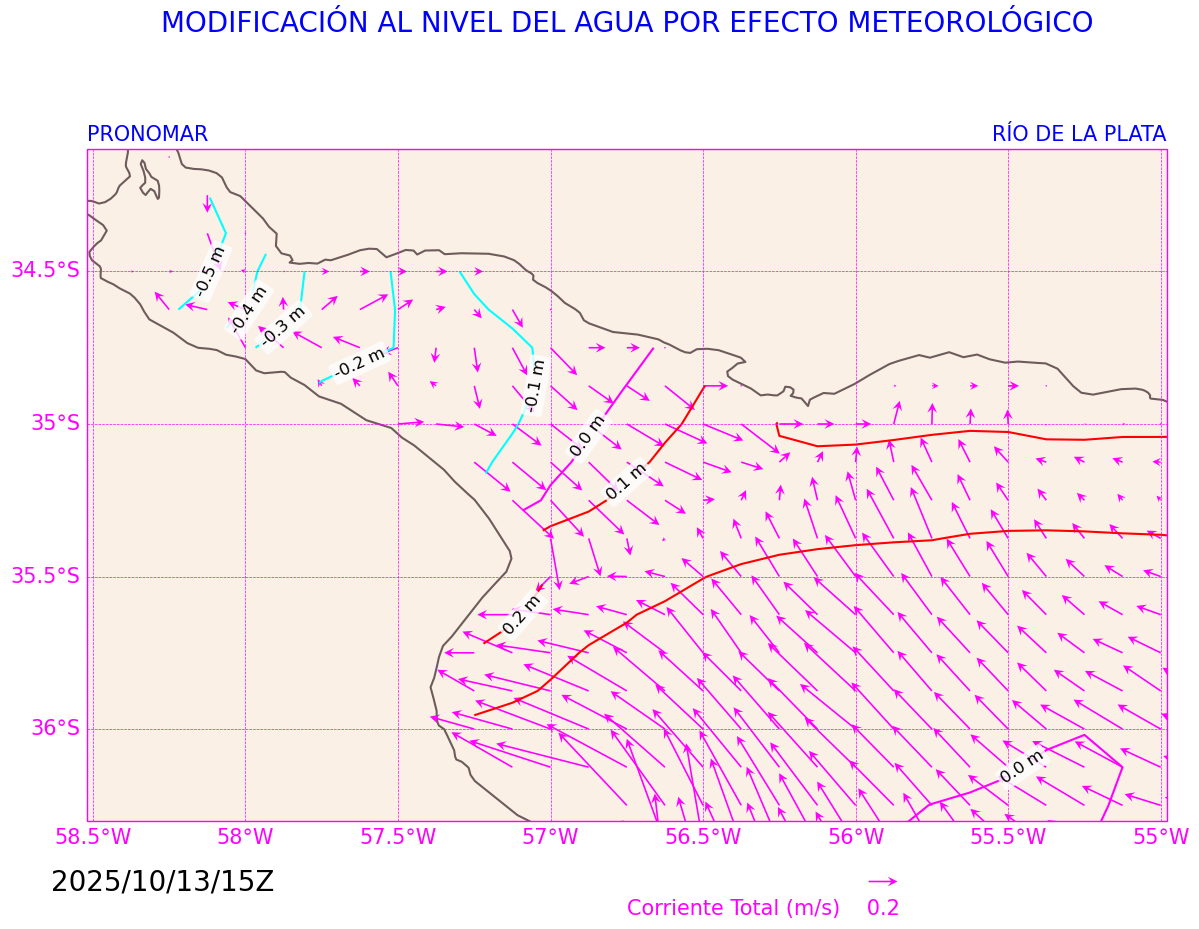 MODIFICACIÓN AL NIVEL DEL AGUA POR EFECTO METEOROLÓGICO
PRONOMAR
RÍO DE LA PLATA
34.5°S
35°S
35.5°S
36°S
-0.5 m
-0.4 m
-0.3 m
-0.2 m
-0.1 m
0.0 m
0.1 m
0.2 m
0.0 m
58.5°W
58°W
57.5°W
57°W
56.5°W
56°W
55.5°W
55°W
2025/10/13/15Z
Corriente Total (m/s)
0.2